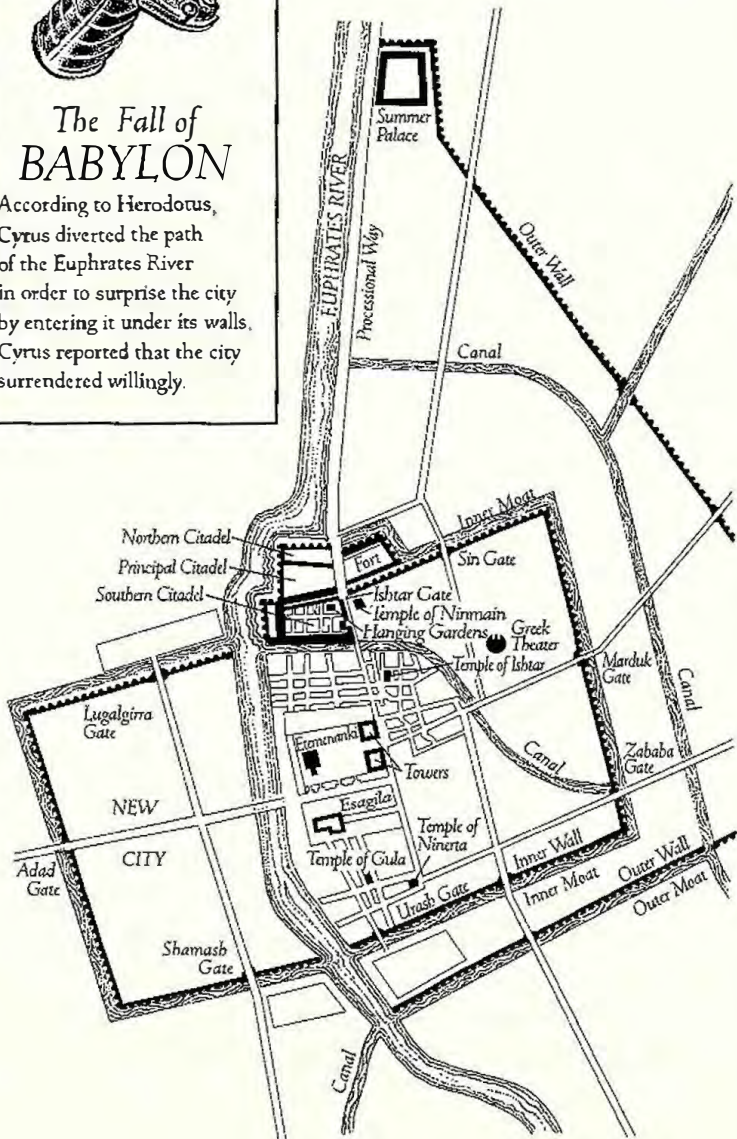 The Fall of
BABYLON
According to Herodotus,
Cyrus diverted the path
of the Euphrates River
in order to surprise the city
by entering it under its walls.
Cyrus reported that the city
surrendered willingly.
Summer
Palace
EUPHRATES RIVER
Processional Way
Outer Wall
Canal
Inner Moat
Northern Citadel
Principal Citadel
Southern Citadel
Fort
Sin Gate
Ishtar Gate
Temple of Ninmain
Hanging Gardens
Greek
Theater
Temple of Ishtar
Marduk
Gate
Canal
Lugalgirra
Gate
Etemenanki
Canal
Zababa
Gate
Towers
NEW
CITY
Esagila
Temple of
Ninerta
Temple of Gula
Adad
Gate
Inner Wall
Urash Gate
Inner Moat
Outer Wall
Outer Moat
Shamash
Gate
Canal